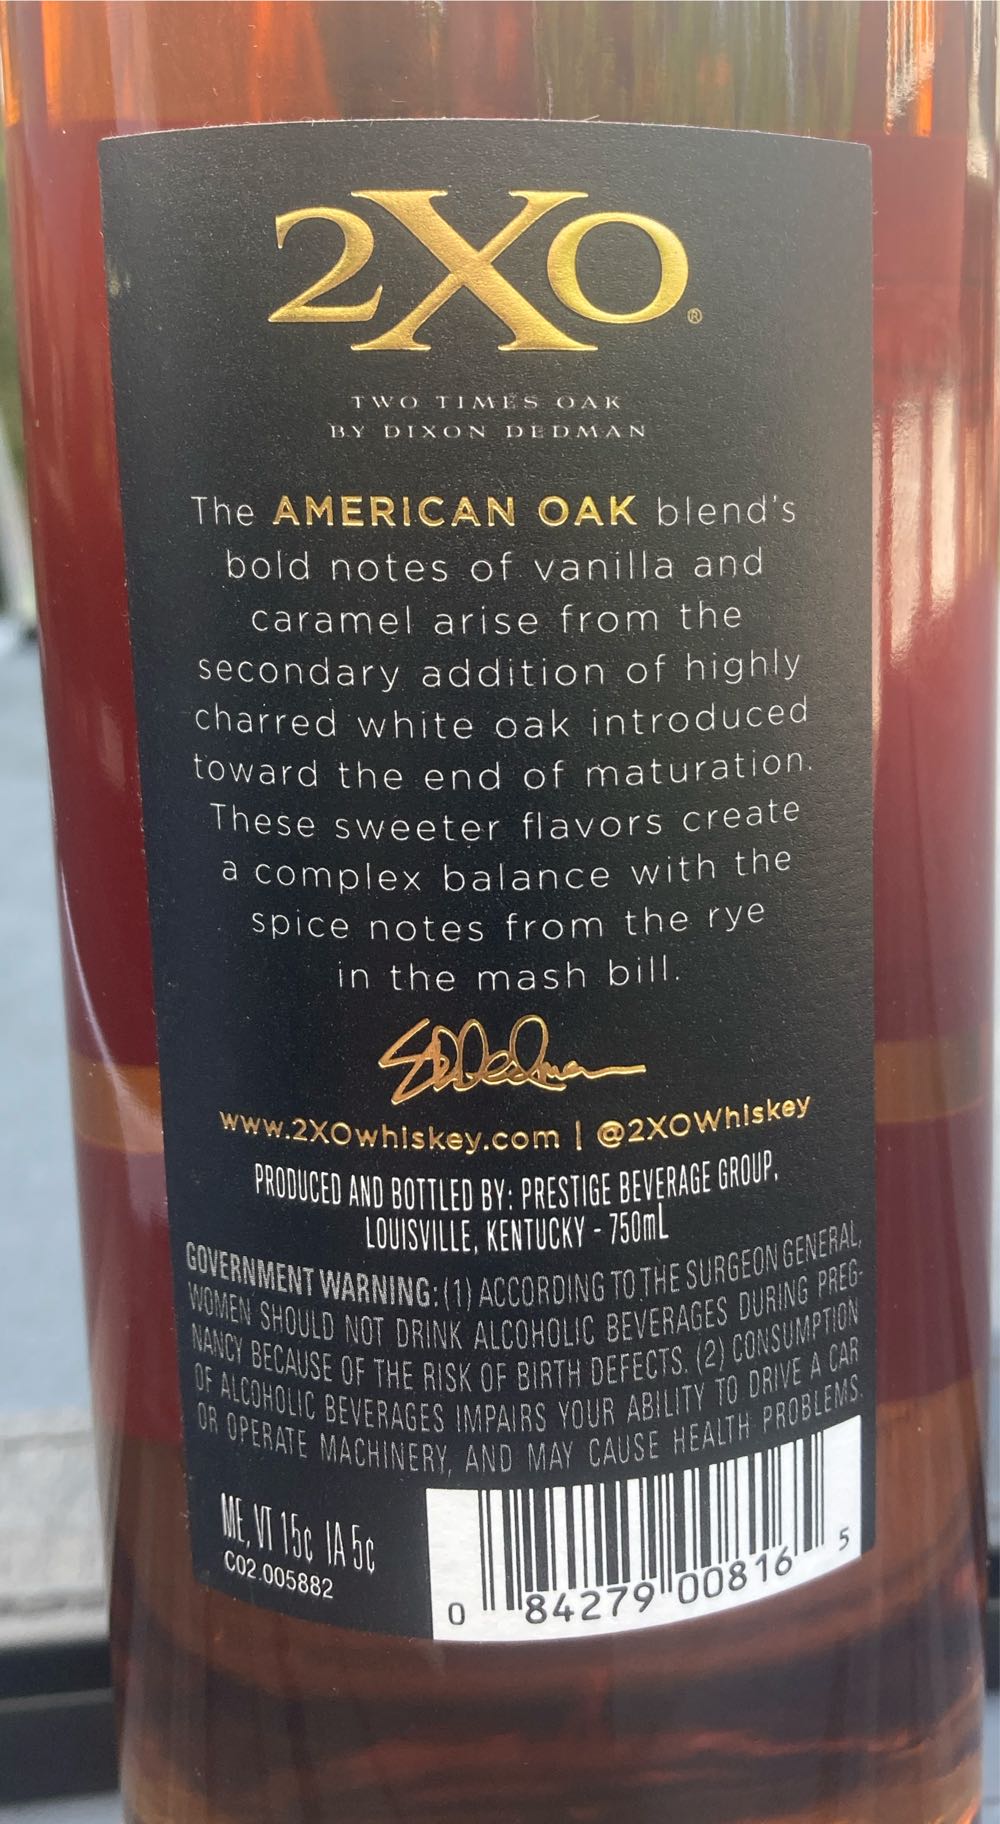 2XO®
TWO TIMES OAK
BY DIXON DEDMAN
The AMERICAN OAK blend's
bold notes of vanilla and
caramel arise from the
secondary addition of highly
charred white oak introduced
toward the end of maturation.
These sweeter flavors create
a complex balance with the
spice notes from the rye
in the mash bill.
www.2XOwhiskey.com | @2XOWhiskey
PRODUCED AND BOTTLED BY: PRESTIGE BEVERAGE GROUP,
LOUISVILLE, KENTUCKY - 750mL
GOVERNMENT WARNING: (1) ACCORDING TO THE SURGEON GENERAL,
WOMEN SHOULD NOT DRINK ALCOHOLIC BEVERAGES DURING PREG-
NANCY BECAUSE OF THE RISK OF BIRTH DEFECTS. (2) CONSUMPTION
OF ALCOHOLIC BEVERAGES IMPAIRS YOUR ABILITY TO DRIVE A CAR
OR OPERATE MACHINERY, AND MAY CAUSE HEALTH PROBLEMS.
ME, VT 15¢ IA 5¢
C02.005882
0 84279 00816 5